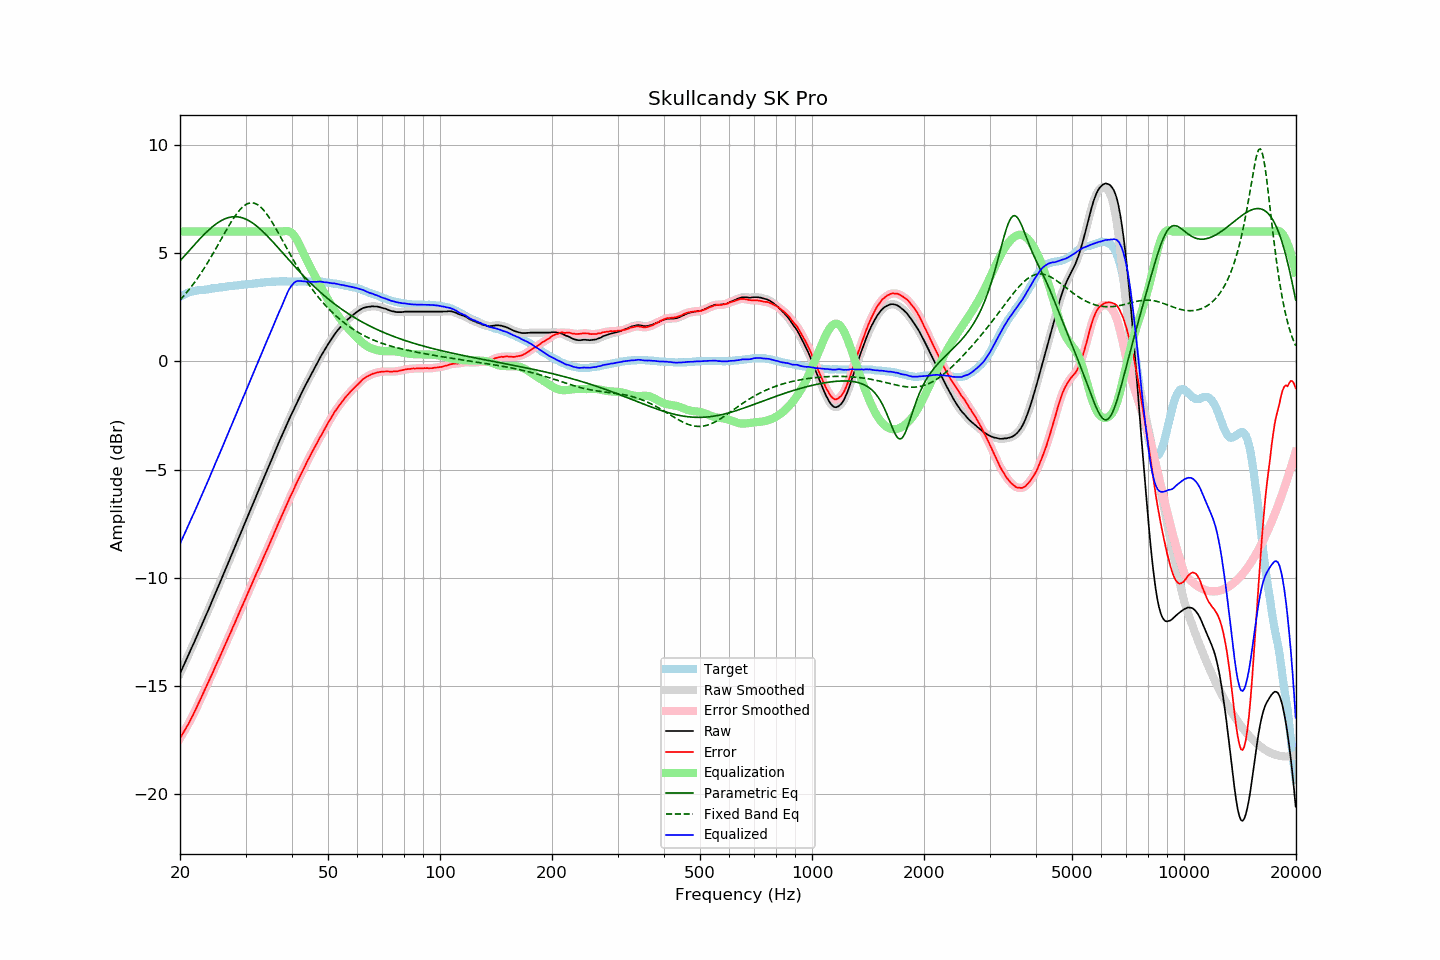 Skullcandy SK Pro
10
5
0
−5
−10
−15
−20
Amplitude (dBr)
Target
Raw Smoothed
Error Smoothed
Raw
Error
Equalization
Parametric Eq
Fixed Band Eq
Equalized
20 50 100 200 500 1000 2000 5000 10000 20000
Frequency (Hz)